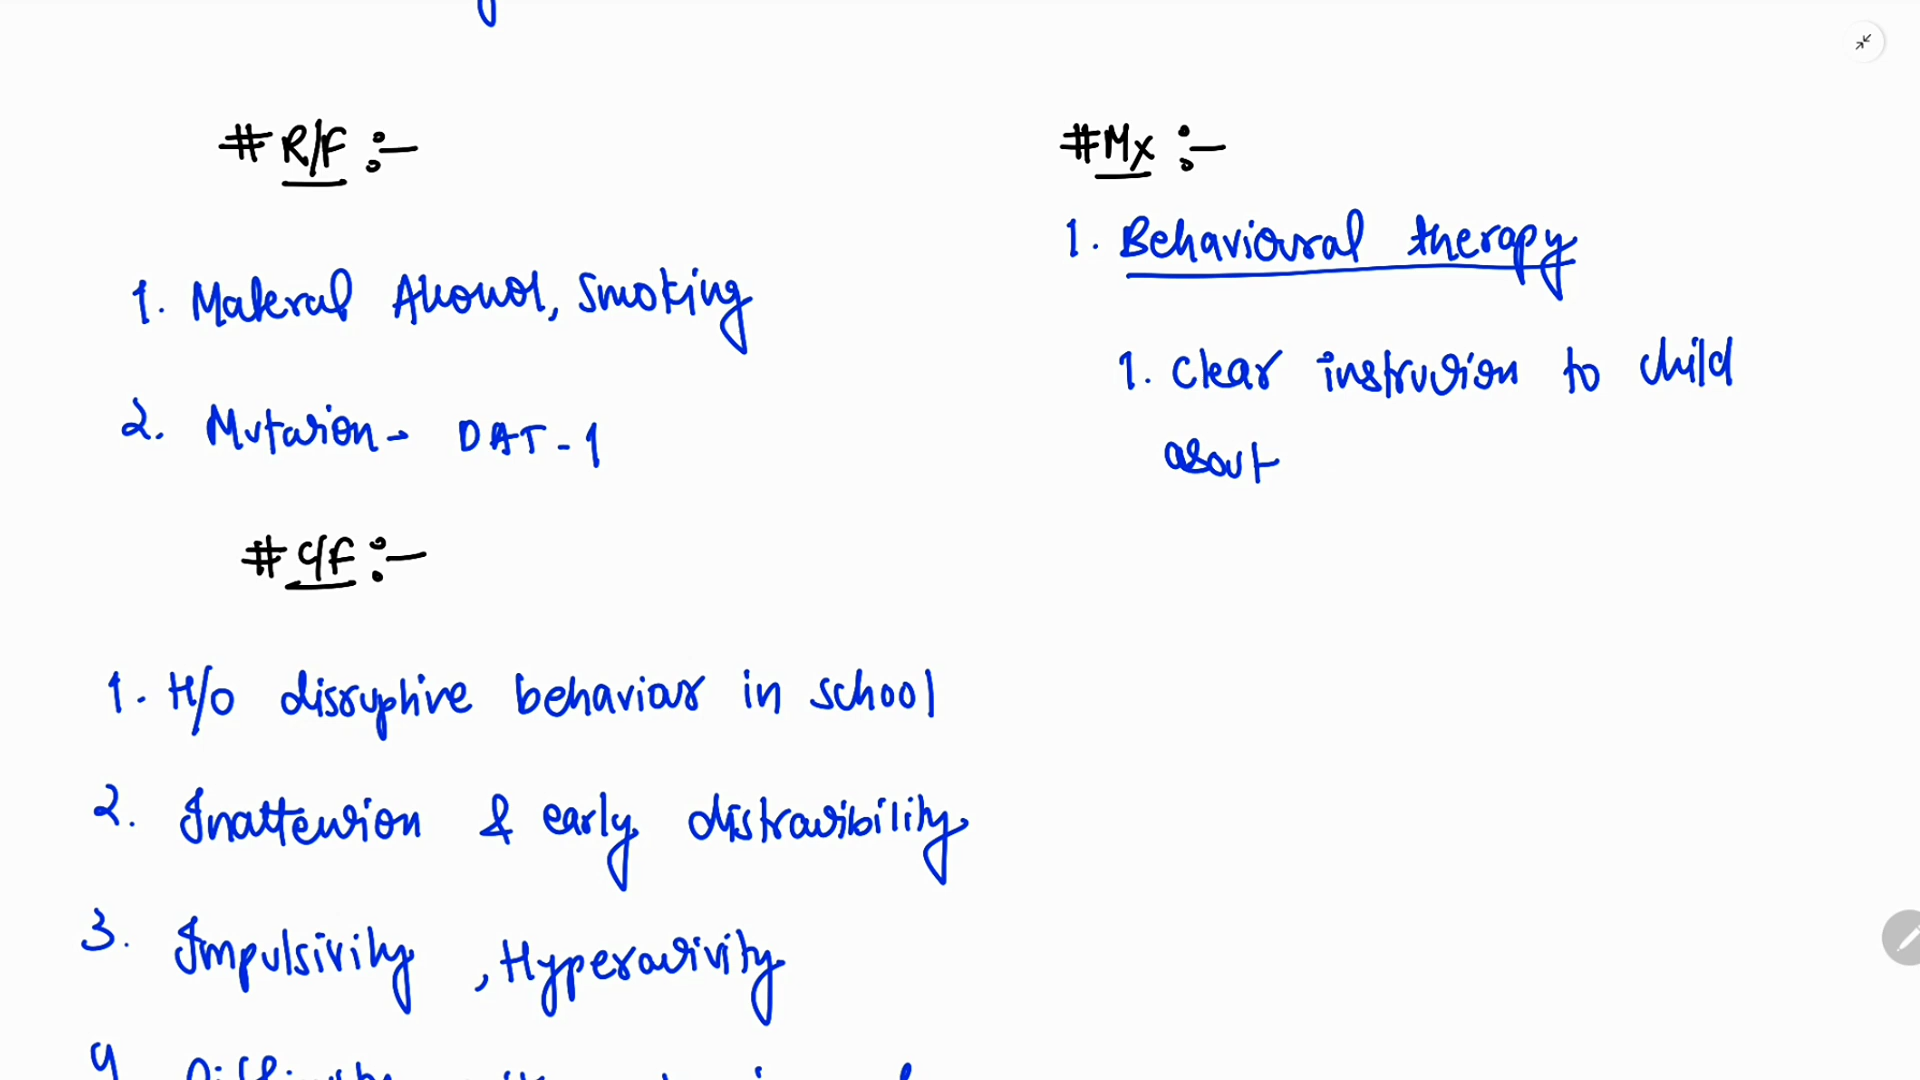 # R/F :-
1. Materal Alcohol, Smoking
2. Mutation - DAT-1
# C/F :-
1. H/O disruptive behavior in school
2. Inattention & early distractibility
3. Impulsivity, Hyperactivity
4
# Mx :-
1. Behavioural therapy
1. Clear instruction to child
about